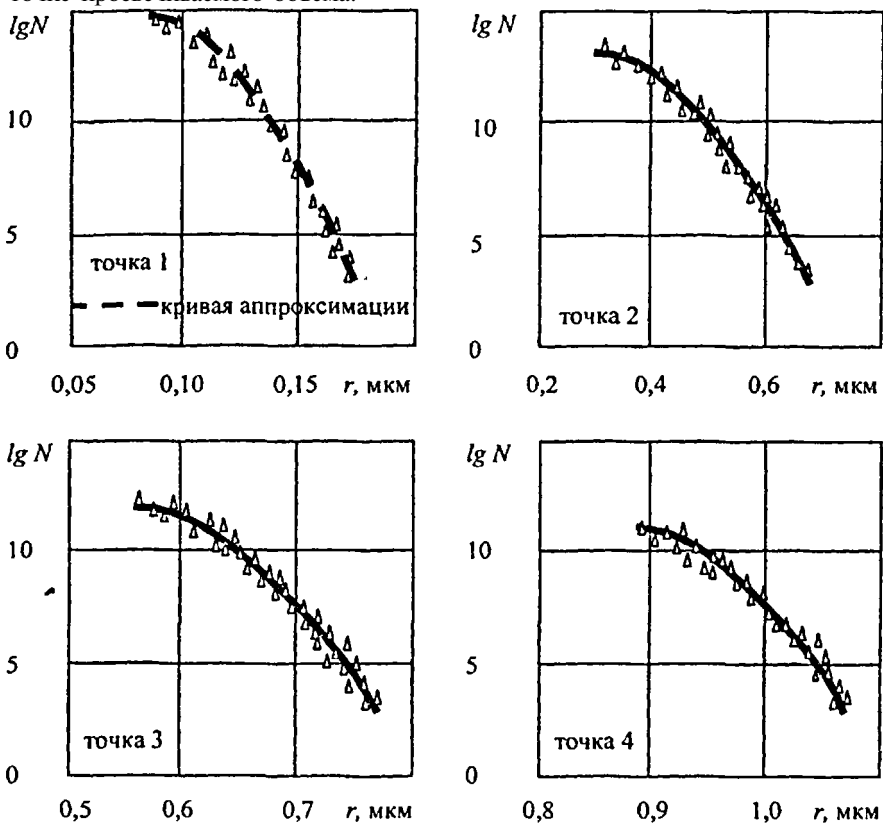 lgN
10
5
точка 1
кривая аппроксимации
0
0,05 0,10 0,15 r, мкм
lg N
10
5
точка 2
0
0,2 0,4 0,6 r, мкм
lg N
10
5
точка 3
0
0,5 0,6 0,7 r, мкм
lg N
10
5
точка 4
0
0,8 0,9 1,0 r, мкм